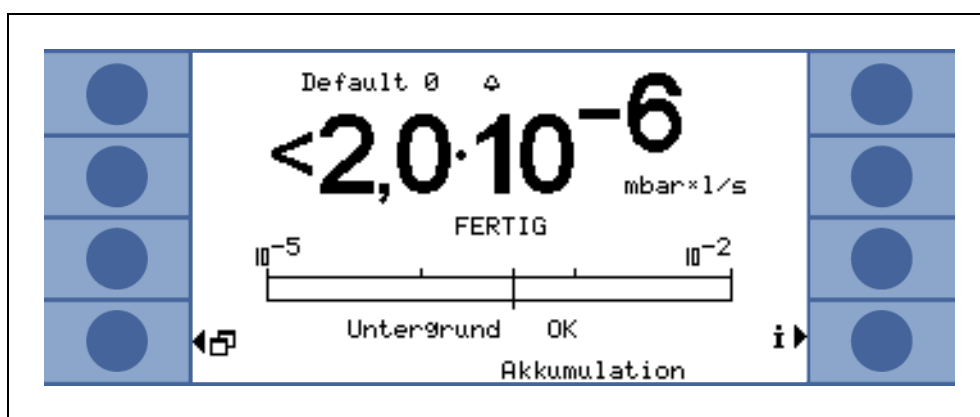 Default 0
<2,0·10⁻⁶
mbar×l/s
FERTIG
10⁻⁵ 10⁻²
Untergrund OK
i
Akkumulation